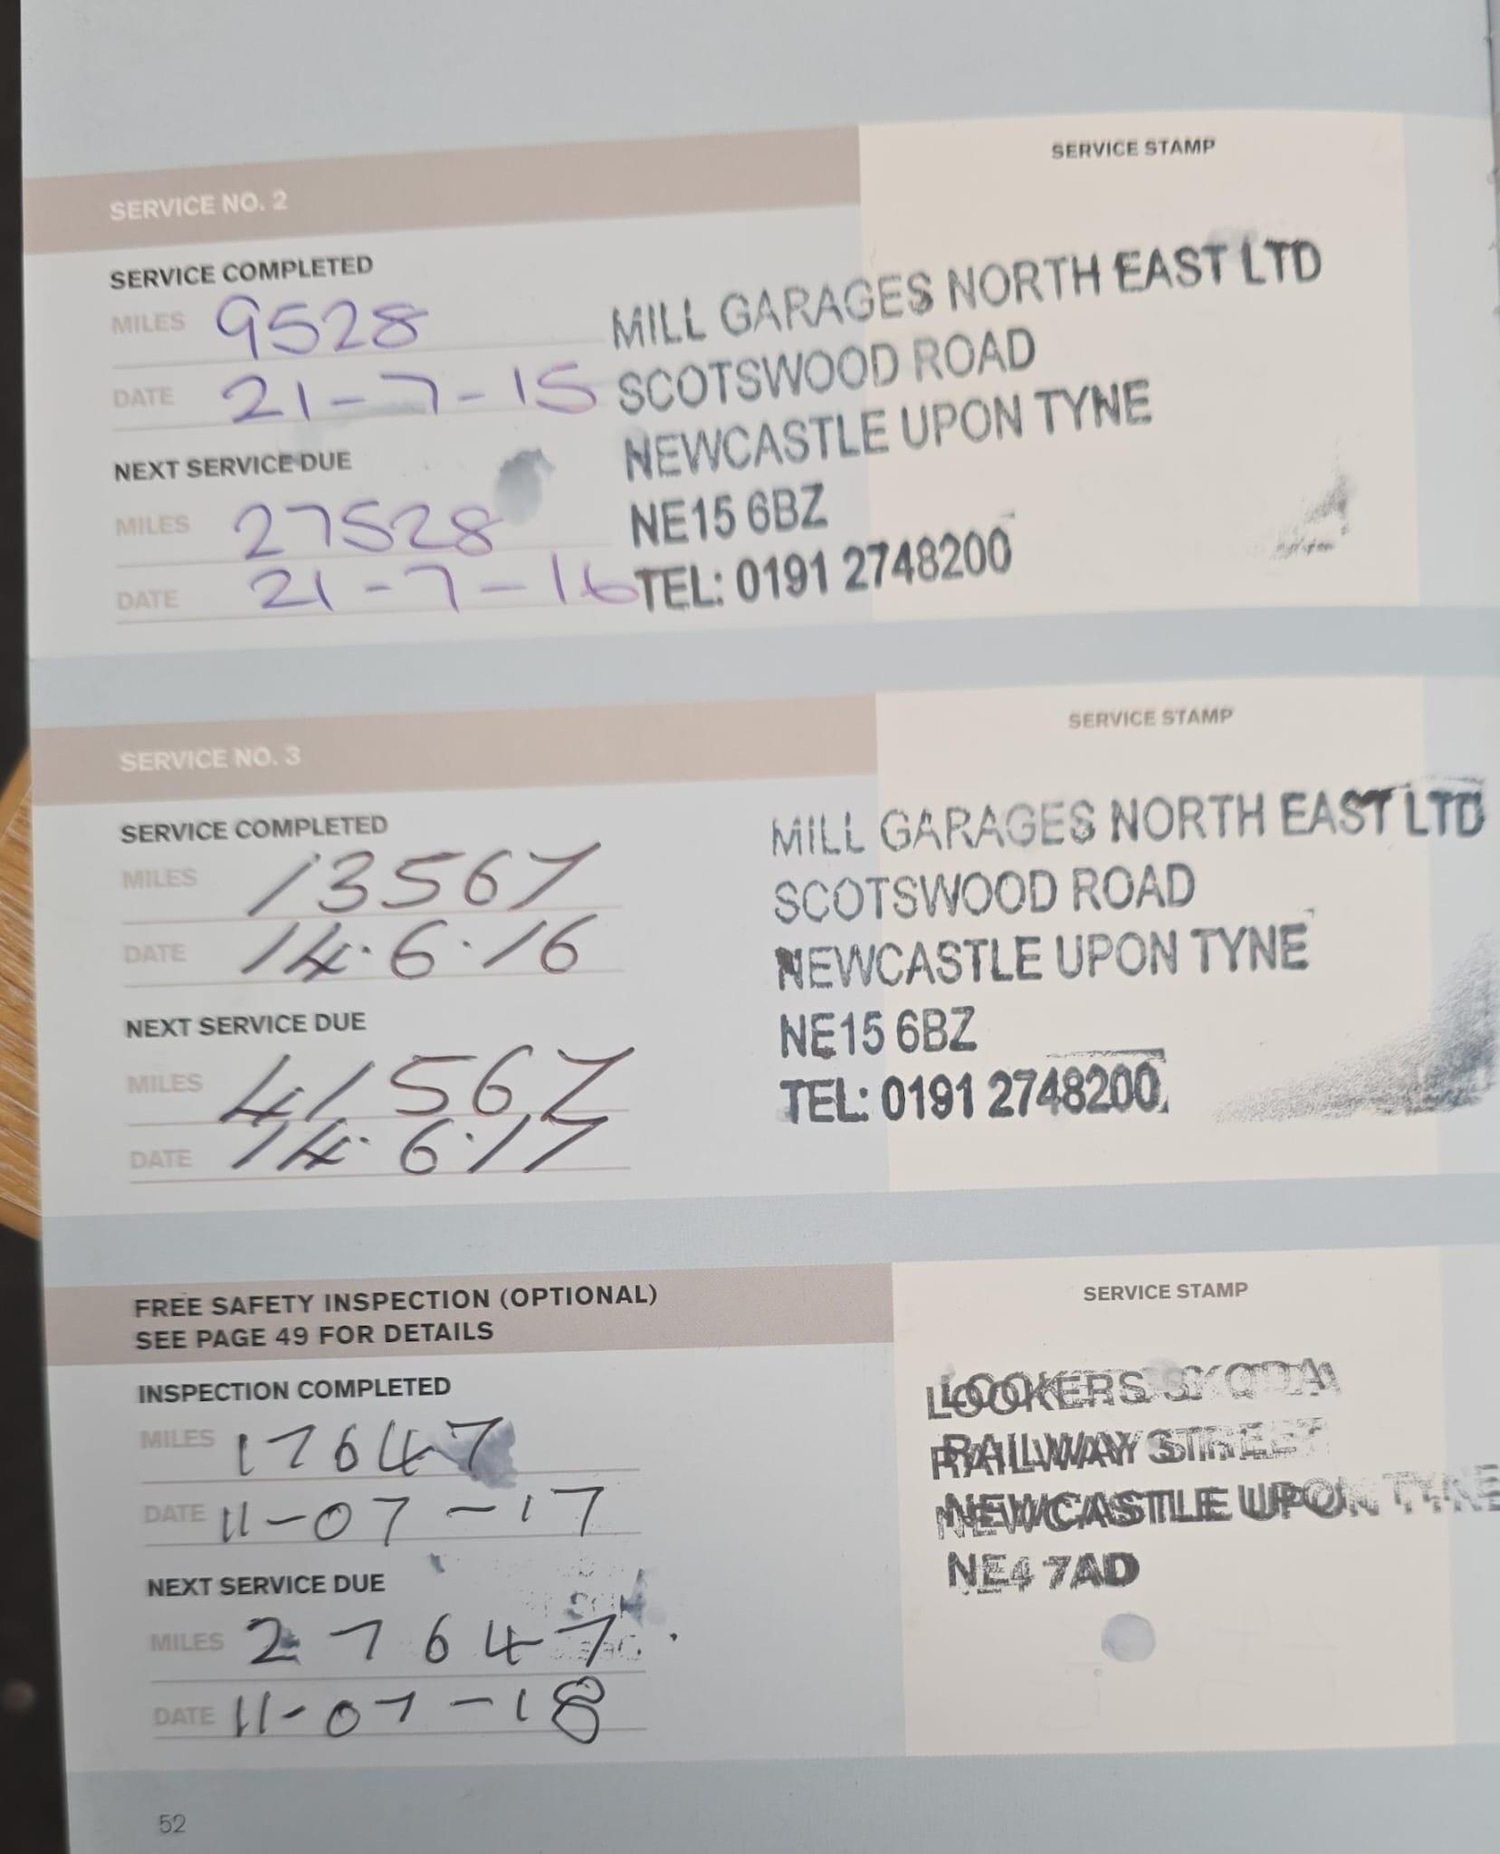 SERVICE STAMP
SERVICE NO. 2
SERVICE COMPLETED
MILES 9528
DATE 21-7-15
NEXT SERVICE DUE
MILES 27528
DATE 21-7-16
MILL GARAGES NORTH EAST LTD
SCOTSWOOD ROAD
NEWCASTLE UPON TYNE
NE15 6BZ
TEL: 0191 2748200
SERVICE STAMP
SERVICE NO. 3
SERVICE COMPLETED
MILES 13567
DATE 14.6.16
NEXT SERVICE DUE
MILES 41567
DATE 14.6.17
MILL GARAGES NORTH EAST LTD
SCOTSWOOD ROAD
NEWCASTLE UPON TYNE
NE15 6BZ
TEL: 0191 2748200
SERVICE STAMP
FREE SAFETY INSPECTION (OPTIONAL)
SEE PAGE 49 FOR DETAILS
INSPECTION COMPLETED
MILES 17647
DATE 11-07-17
NEXT SERVICE DUE
MILES 27647
DATE 11-07-18
LOOKERS SKODA
RAILWAY STREET
NEWCASTLE UPON TYNE
NE4 7AD
52